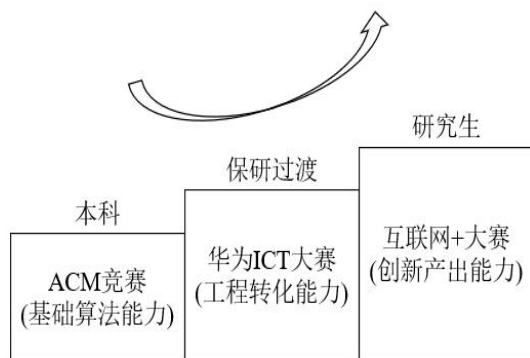 本科
ACM竞赛
(基础算法能力)
保研过渡
华为ICT大赛
(工程转化能力)
研究生
互联网+大赛
(创新产出能力)